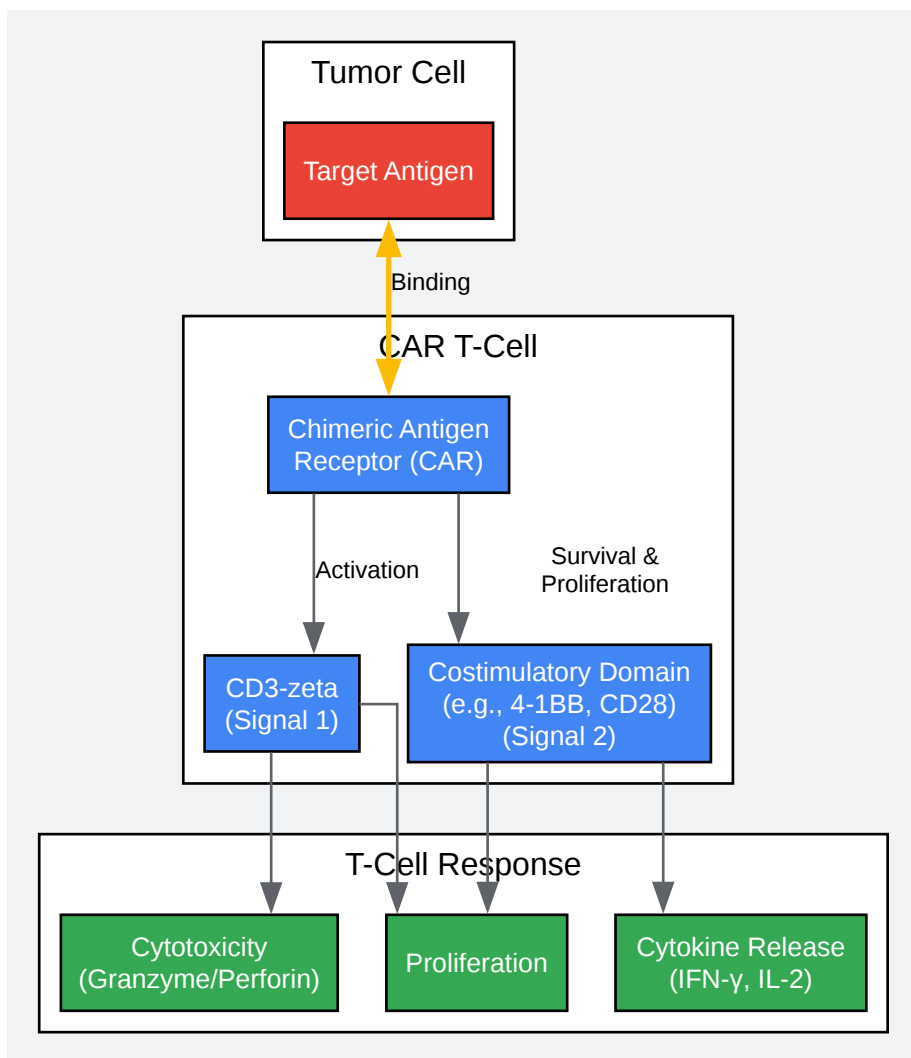 Tumor Cell
Target Antigen
Binding
CAR T-Cell
Chimeric Antigen
Receptor (CAR)
Activation
Survival &
Proliferation
CD3-zeta
(Signal 1)
Costimulatory Domain
(e.g., 4-1BB, CD28)
(Signal 2)
T-Cell Response
Cytotoxicity
(Granzyme/Perforin)
Proliferation
Cytokine Release
(IFN-γ, IL-2)